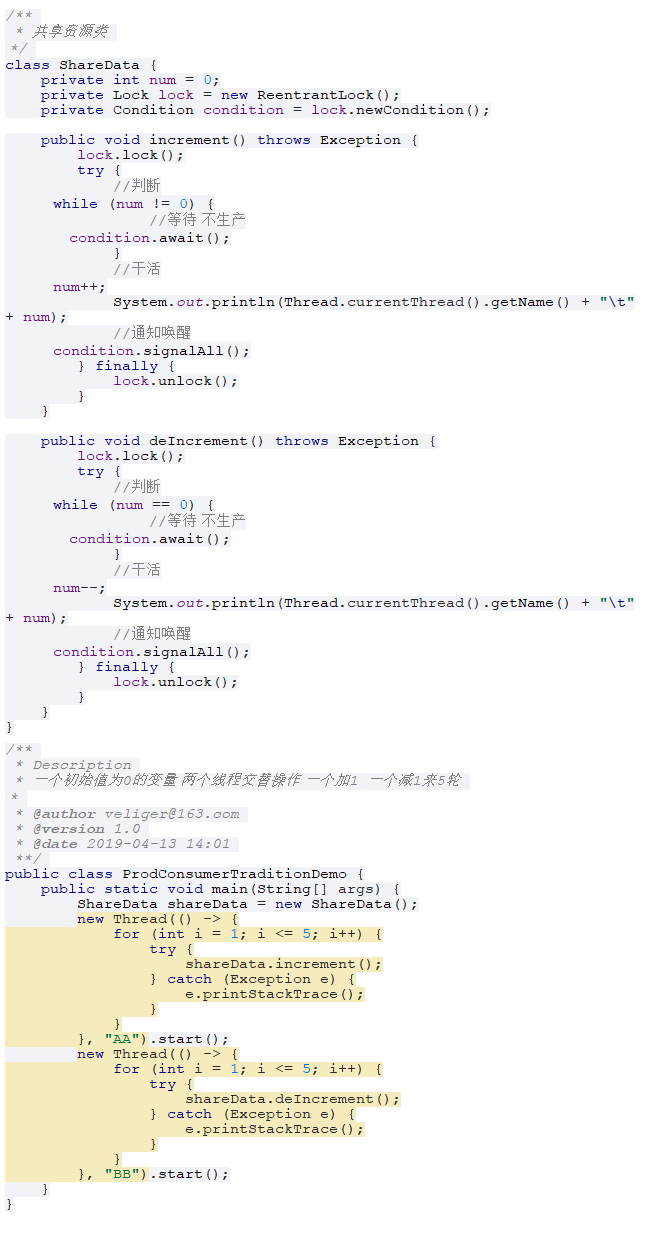 /**
 * 共享资源类
 */
class ShareData {
    private int num = 0;
    private Lock lock = new ReentrantLock();
    private Condition condition = lock.newCondition();

    public void increment() throws Exception {
        lock.lock();
        try {
            //判断
     while (num != 0) {
                //等待 不生产
       condition.await();
            }
            //干活
     num++;
            System.out.println(Thread.currentThread().getName() + "\t"
+ num);
            //通知唤醒
     condition.signalAll();
        } finally {
            lock.unlock();
        }
    }

    public void deIncrement() throws Exception {
        lock.lock();
        try {
            //判断
     while (num == 0) {
                //等待 不生产
       condition.await();
            }
            //干活
     num--;
            System.out.println(Thread.currentThread().getName() + "\t"
+ num);
            //通知唤醒
     condition.signalAll();
        } finally {
            lock.unlock();
        }
    }
}
/**
 * Description
 * 一个初始值为0的变量 两个线程交替操作 一个加1 一个减1来5轮
 *
 * @author veliger@163.com
 * @version 1.0
 * @date 2019-04-13 14:01
 **/
public class ProdConsumerTraditionDemo {
    public static void main(String[] args) {
        ShareData shareData = new ShareData();
        new Thread(() -> {
            for (int i = 1; i <= 5; i++) {
                try {
                    shareData.increment();
                } catch (Exception e) {
                    e.printStackTrace();
                }
            }
        }, "AA").start();
        new Thread(() -> {
            for (int i = 1; i <= 5; i++) {
                try {
                    shareData.deIncrement();
                } catch (Exception e) {
                    e.printStackTrace();
                }
            }
        }, "BB").start();
    }
}